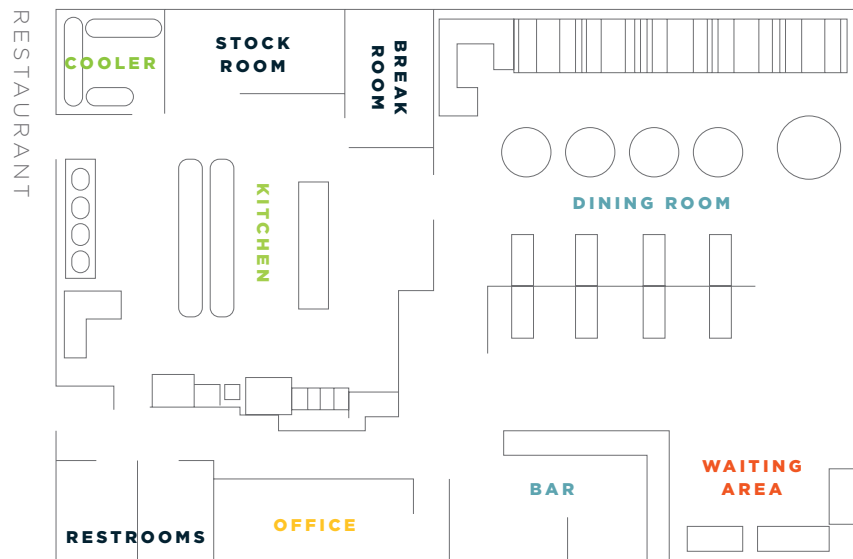 RESTAURANT
COOLER
STOCK
ROOM
BREAK
ROOM
KITCHEN
DINING ROOM
WAITING
AREA
BAR
OFFICE
RESTROOMS